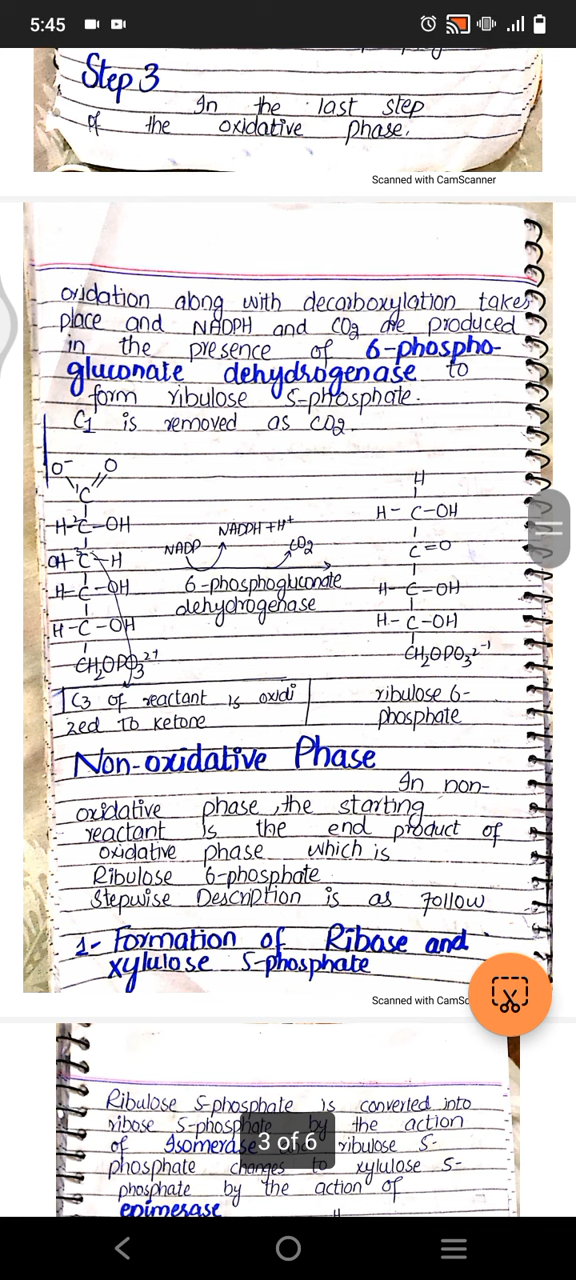 5:45
Step 3
In the last step
of the oxidative phase.
Scanned with CamScanner
oxidation along with decarboxylation takes
place and NADPH and CO2 are produced
in the presence of 6-phospho-
gluconate dehydrogenase to
form ribulose 5-phosphate.
C1 is removed as CO2.
O- O
C
H-2C-OH
OH-3C-H
H-C-OH
H-C-OH
CH2OPO3 2-1
NADP NADPH + H+ CO2
6-phosphogluconate
dehydrogenase
H
H- C-OH
C=O
H- C-OH
H- C-OH
CH2OPO3 2-1
C3 of reactant is oxidi
zed To ketone
ribulose 6-
phosphate
Non-oxidative Phase
In non-
oxidative phase, the starting
reactant is the end product of
oxidative phase which is
Ribulose 6-phosphate
Stepwise Description is as Follow
1- Formation of Ribase and
xylulose 5-phosphate
Scanned with CamSc
Ribulose 5-phosphate is converted into
ribose 5-phosphate by the action
of Isomerase ribulose 5-
3 of 6
phosphate changes to xylulose 5-
phosphate by the action of
epimerase
H